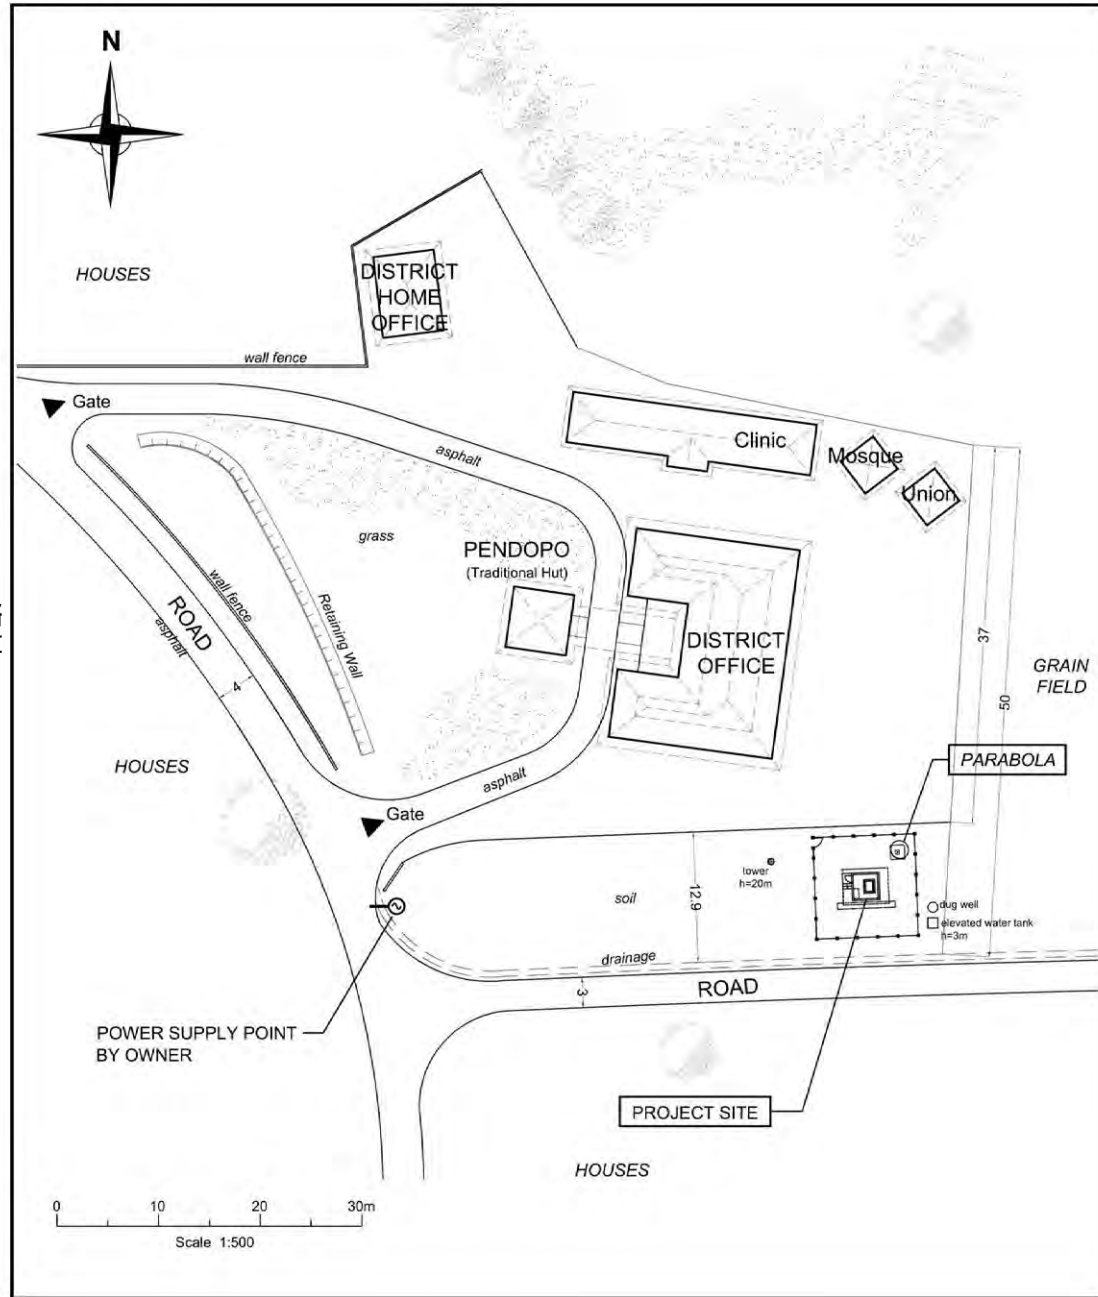 N
HOUSES
DISTRICT
HOME
OFFICE
wall fence
Gate
asphalt
Clinic
Mosque
Union
grass
PENDOPO
(Traditional Hut)
wall fence
ROAD
asphalt
Retaining Wall
4
DISTRICT
OFFICE
37
50
GRAIN
FIELD
HOUSES
PARABOLA
asphalt
Gate
tower
h=20m
soil
12.9
dug well
elevated water tank
h=3m
drainage
ROAD
3
POWER SUPPLY POINT
BY OWNER
PROJECT SITE
HOUSES
0 10 20 30m
Scale 1:500